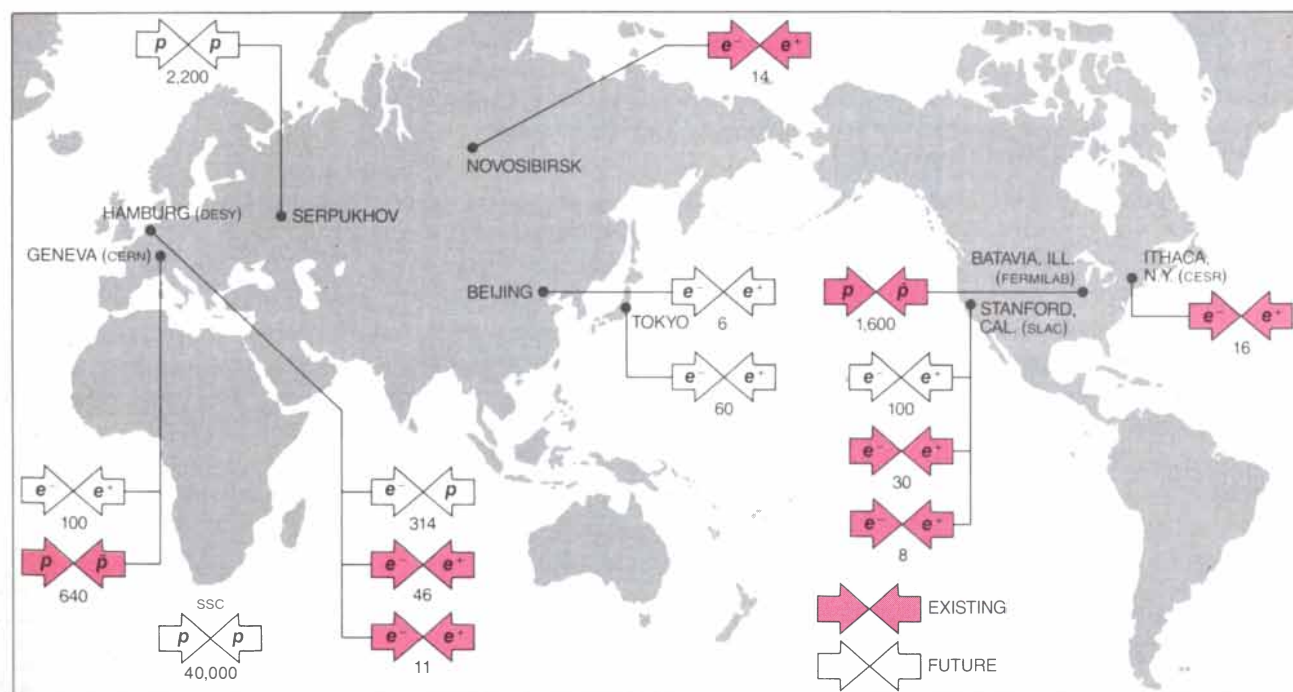 p p
2,200
e⁻ e⁺
14
NOVOSIBIRSK
HAMBURG (DESY)
SERPUKHOV
GENEVA (CERN)
BEIJING
e⁻ e⁺
6
TOKYO
e⁻ e⁺
60
p p̄
1,600
BATAVIA, ILL.
(FERMILAB)
STANFORD,
CAL. (SLAC)
ITHACA,
N.Y. (CESR)
e⁻ e⁺
16
e⁻ e⁺
100
e⁻ e⁺
30
e⁻ e⁺
8
e⁻ e⁺
100
p p̄
640
e⁻ p
314
e⁻ e⁺
46
e⁻ e⁺
11
SSC
p p
40,000
EXISTING
FUTURE